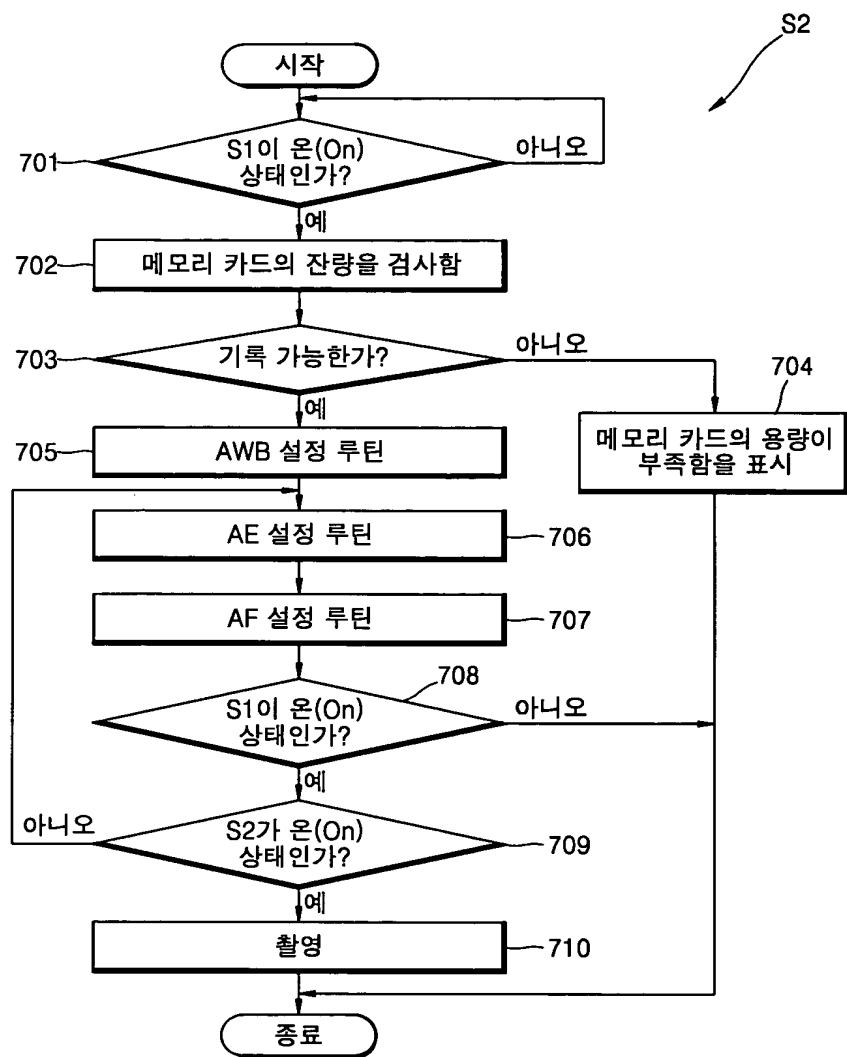 S2
시작
701
S1이 온(On)
상태인가?
아니오
예
702
메모리 카드의 잔량을 검사함
703
기록 가능한가?
아니오
예
704
메모리 카드의 용량이
부족함을 표시
705
AWB 설정 루틴
AE 설정 루틴
706
AF 설정 루틴
707
708
S1이 온(On)
상태인가?
아니오
예
아니오
S2가 온(On)
상태인가?
709
예
촬영
710
종료